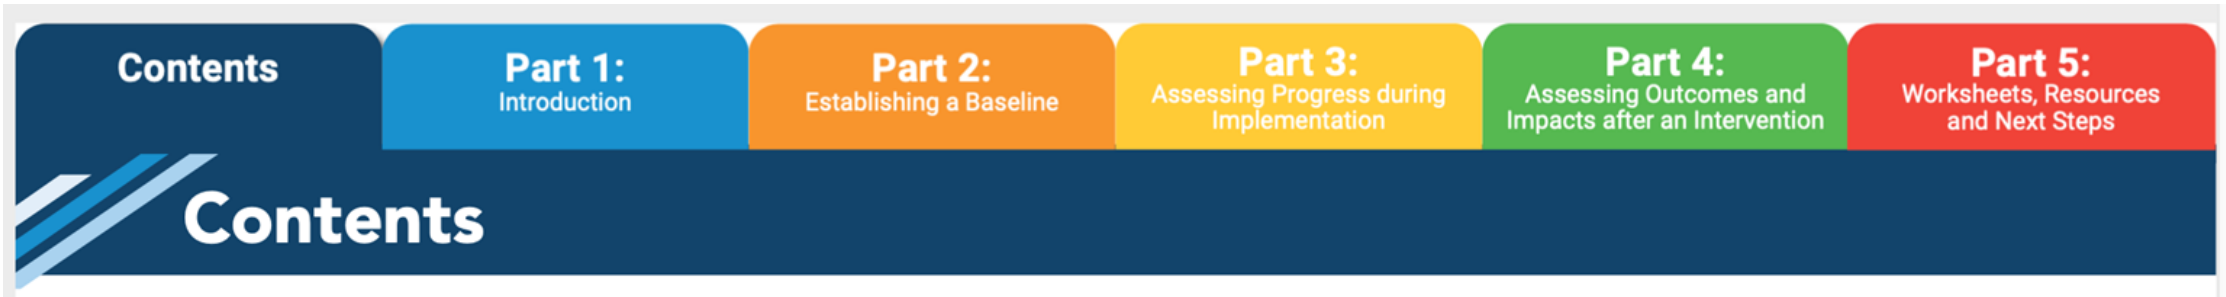 Contents
Part 1:
Introduction
Part 2:
Establishing a Baseline
Part 3:
Assessing Progress during
Implementation
Part 4:
Assessing Outcomes and
Impacts after an Intervention
Part 5:
Worksheets, Resources
and Next Steps
Contents